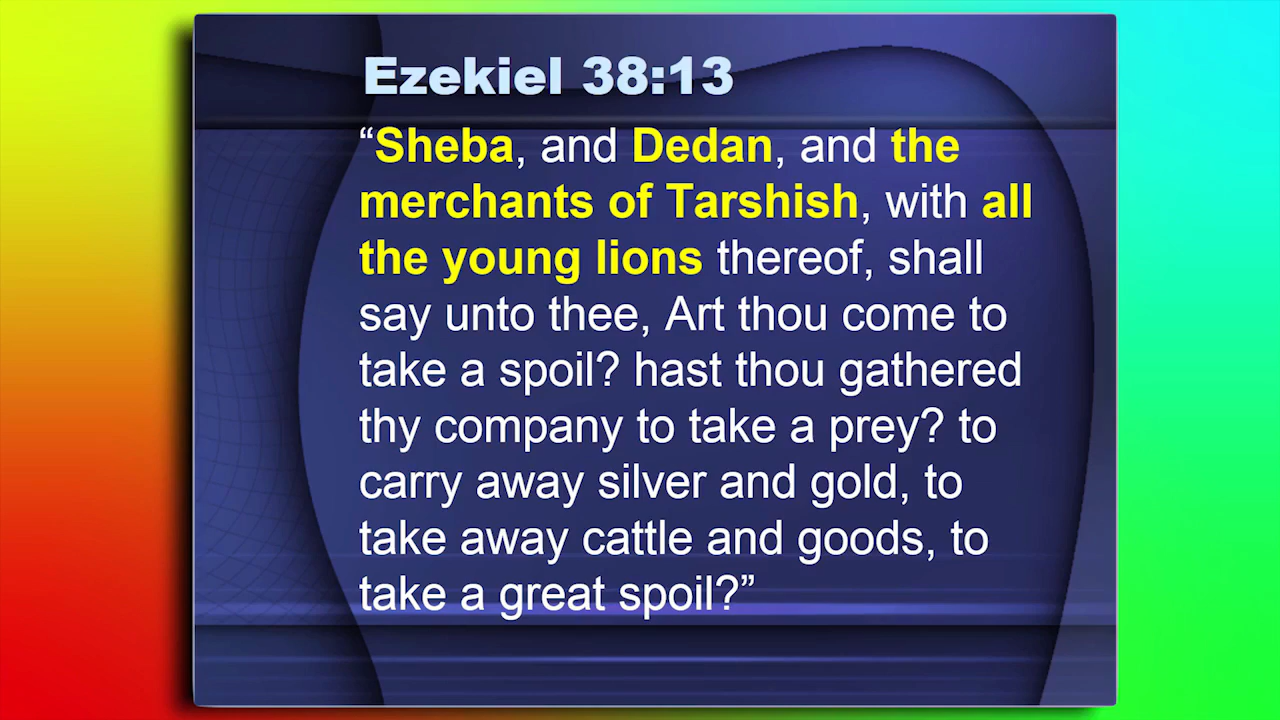 Ezekiel 38:13
“Sheba, and Dedan, and the
merchants of Tarshish, with all
the young lions thereof, shall
say unto thee, Art thou come to
take a spoil? hast thou gathered
thy company to take a prey? to
carry away silver and gold, to
take away cattle and goods, to
take a great spoil?”